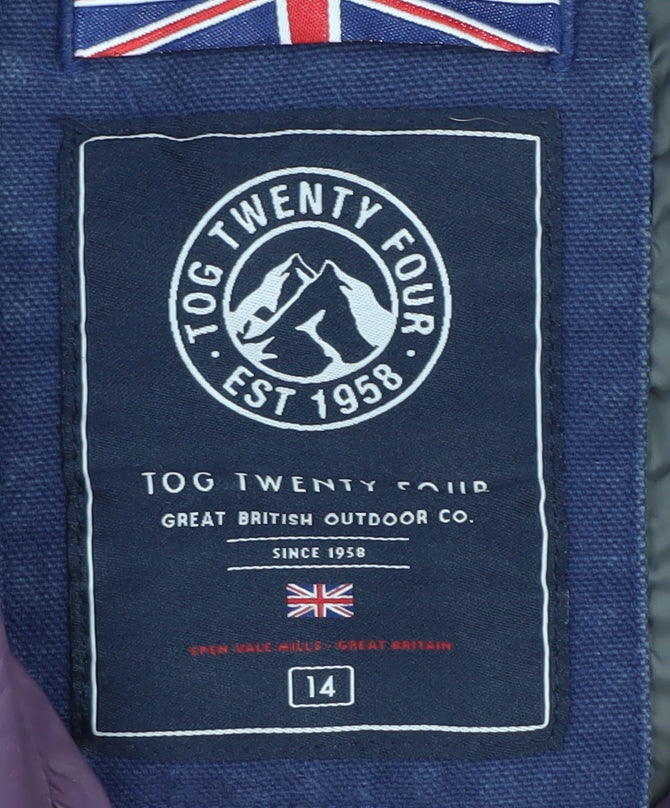 TOG TWENTY FOUR
· EST 1958 ·
TOG TWENTY FOUR
GREAT BRITISH OUTDOOR CO.
SINCE 1958
SPEN VALE MILLS · GREAT BRITAIN
14